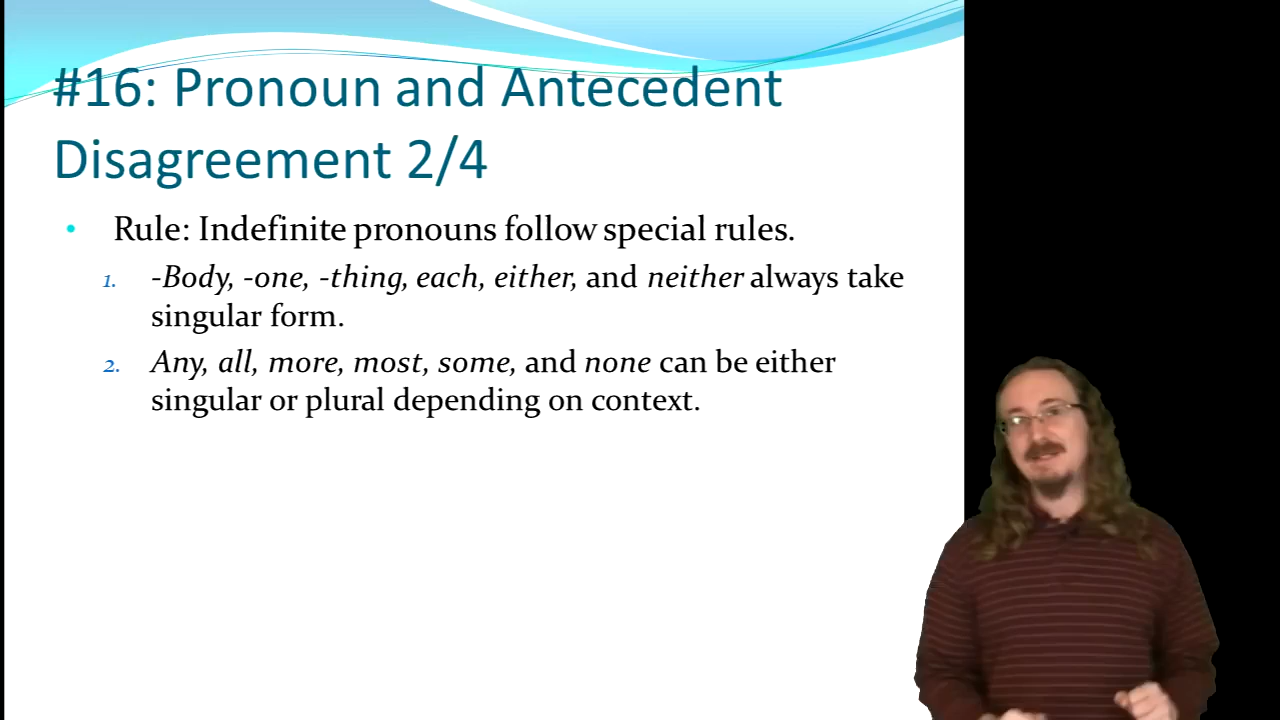 #16: Pronoun and Antecedent
Disagreement 2/4
• Rule: Indefinite pronouns follow special rules.
1. -Body, -one, -thing, each, either, and neither always take
singular form.
2. Any, all, more, most, some, and none can be either
singular or plural depending on context.